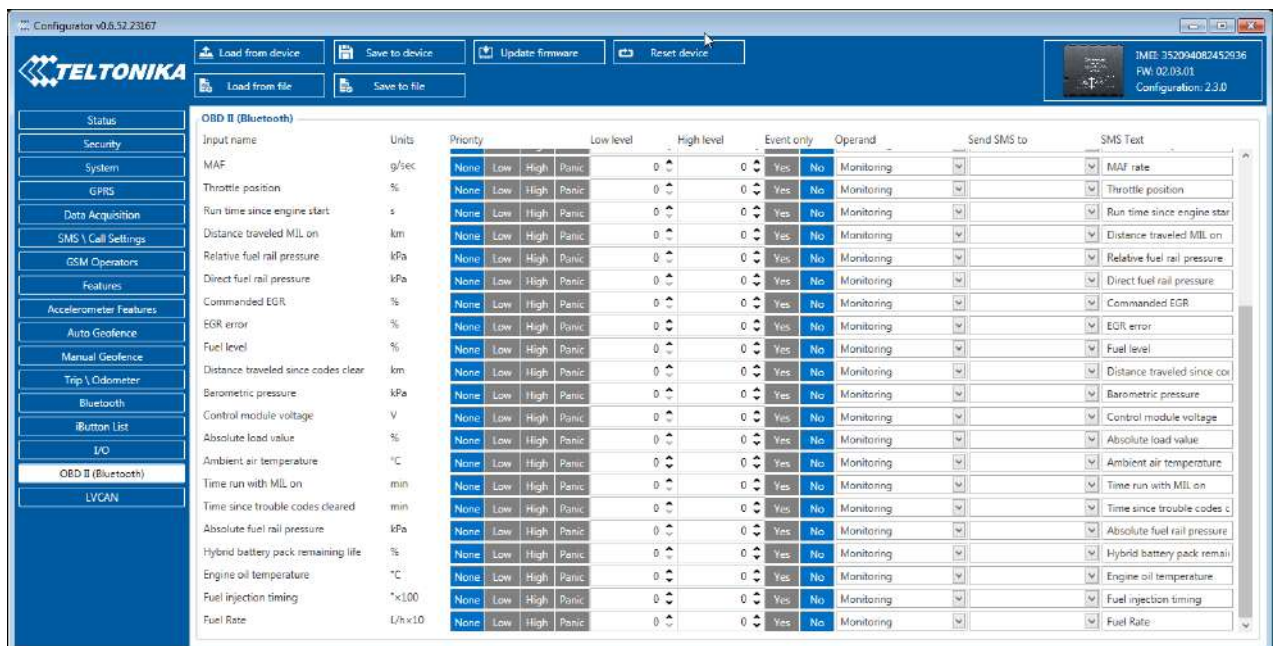 Configurator v0.6.52.23167
TELTONIKA
Load from device Save to device Update firmware Reset device
Load from file Save to file
IMEI: 352094082452936
FW: 02.03.01
Configuration: 2.3.0
Status
Security
System
GPRS
Data Acquisition
SMS \ Call Settings
GSM Operators
Features
Accelerometer Features
Auto Geofence
Manual Geofence
Trip \ Odometer
Bluetooth
iButton List
I/O
OBD II (Bluetooth)
LVCAN
OBD II (Bluetooth)
Input name Units Priority Low level High level Event only Operand Send SMS to SMS Text
MAF g/sec None Low High Panic 0 0 Yes No Monitoring MAF rate
Throttle position % None Low High Panic 0 0 Yes No Monitoring Throttle position
Run time since engine start s None Low High Panic 0 0 Yes No Monitoring Run time since engine star
Distance traveled MIL on km None Low High Panic 0 0 Yes No Monitoring Distance traveled MIL on
Relative fuel rail pressure kPa None Low High Panic 0 0 Yes No Monitoring Relative fuel rail pressure
Direct fuel rail pressure kPa None Low High Panic 0 0 Yes No Monitoring Direct fuel rail pressure
Commanded EGR % None Low High Panic 0 0 Yes No Monitoring Commanded EGR
EGR error % None Low High Panic 0 0 Yes No Monitoring EGR error
Fuel level % None Low High Panic 0 0 Yes No Monitoring Fuel level
Distance traveled since codes clear km None Low High Panic 0 0 Yes No Monitoring Distance traveled since co
Barometric pressure kPa None Low High Panic 0 0 Yes No Monitoring Barometric pressure
Control module voltage V None Low High Panic 0 0 Yes No Monitoring Control module voltage
Absolute load value % None Low High Panic 0 0 Yes No Monitoring Absolute load value
Ambient air temperature °C None Low High Panic 0 0 Yes No Monitoring Ambient air temperature
Time run with MIL on min None Low High Panic 0 0 Yes No Monitoring Time run with MIL on
Time since trouble codes cleared min None Low High Panic 0 0 Yes No Monitoring Time since trouble codes c
Absolute fuel rail pressure kPa None Low High Panic 0 0 Yes No Monitoring Absolute fuel rail pressure
Hybrid battery pack remaining life % None Low High Panic 0 0 Yes No Monitoring Hybrid battery pack remai
Engine oil temperature °C None Low High Panic 0 0 Yes No Monitoring Engine oil temperature
Fuel injection timing °×100 None Low High Panic 0 0 Yes No Monitoring Fuel injection timing
Fuel Rate L/h×10 None Low High Panic 0 0 Yes No Monitoring Fuel Rate